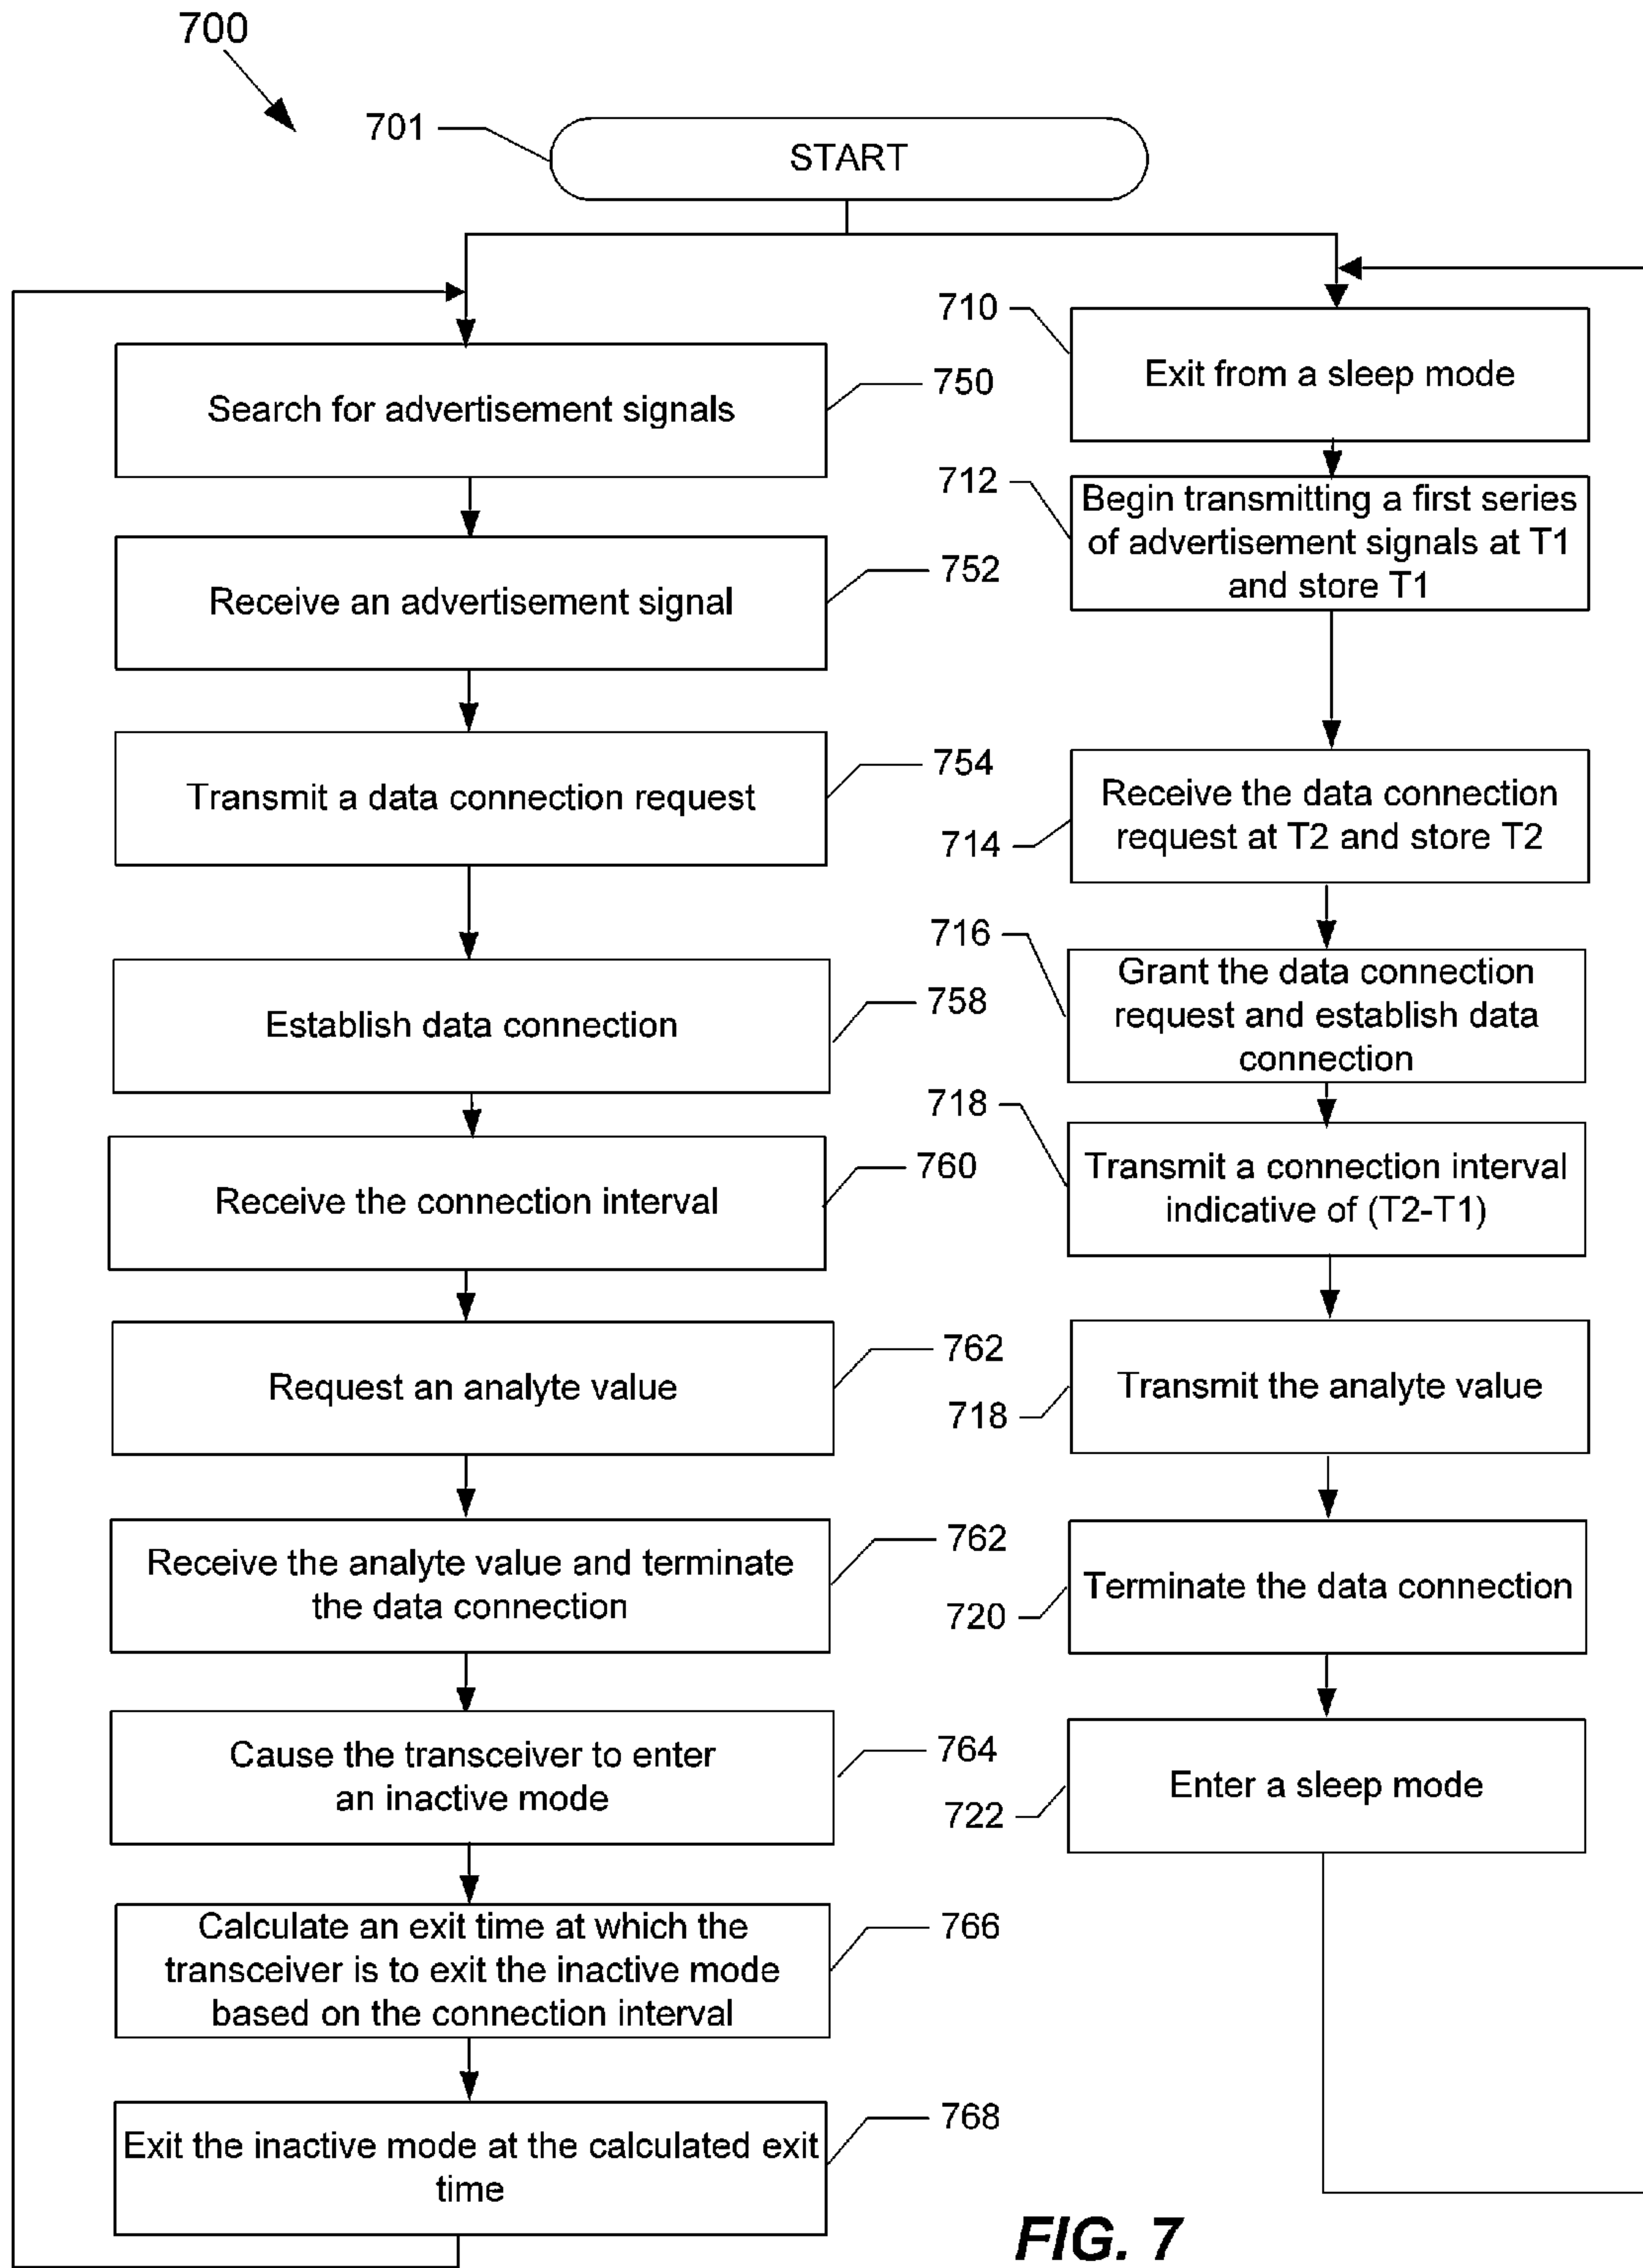 700
701
START
Search for advertisement signals
750
Receive an advertisement signal
752
Transmit a data connection request
754
Establish data connection
758
Receive the connection interval
760
Request an analyte value
762
Receive the analyte value and terminate
the data connection
762
Cause the transceiver to enter
an inactive mode
764
Calculate an exit time at which the
transceiver is to exit the inactive mode
based on the connection interval
766
Exit the inactive mode at the calculated exit
time
768
710
Exit from a sleep mode
712
Begin transmitting a first series
of advertisement signals at T1
and store T1
714
Receive the data connection
request at T2 and store T2
716
Grant the data connection
request and establish data
connection
718
Transmit a connection interval
indicative of (T2-T1)
718
Transmit the analyte value
720
Terminate the data connection
722
Enter a sleep mode
FIG. 7